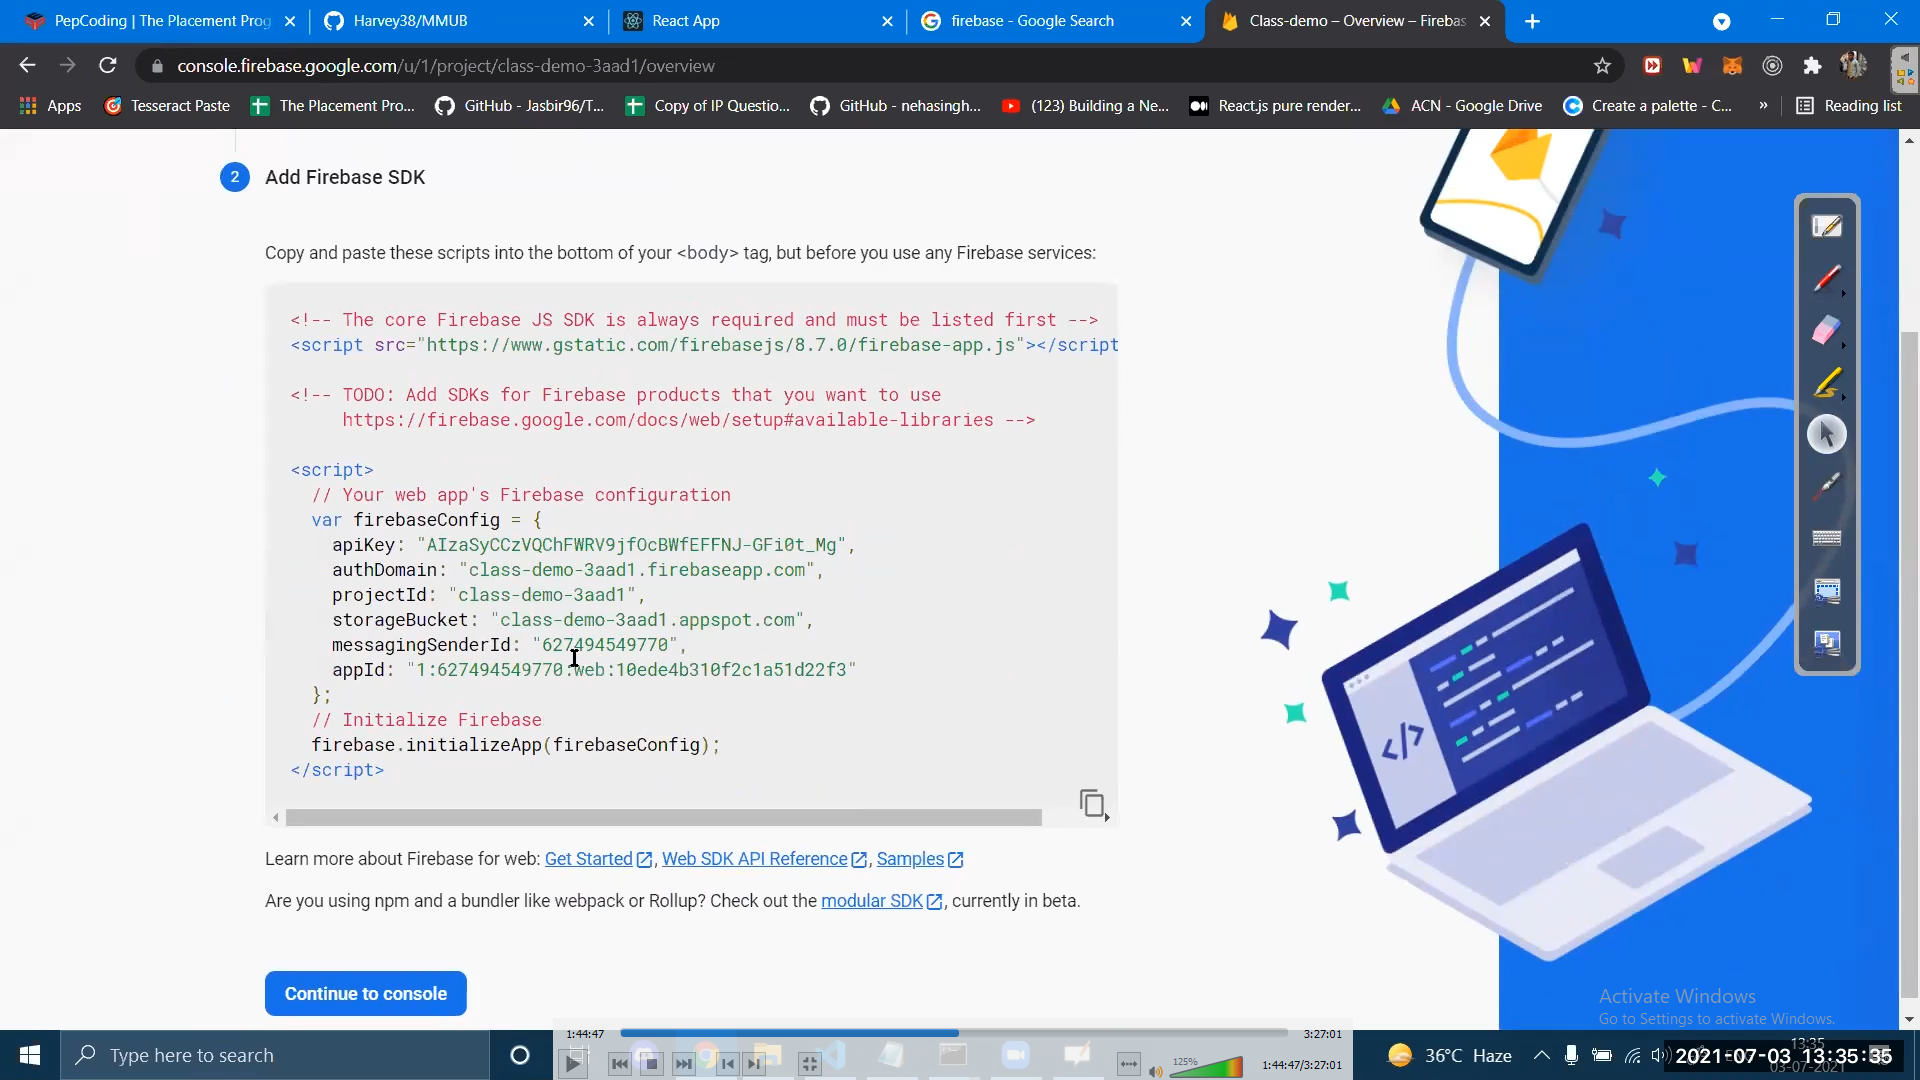 PepCoding | The Placement Prog
Harvey38/MMUB
React App
firebase - Google Search
Class-demo – Overview – Firebas
console.firebase.google.com/u/1/project/class-demo-3aad1/overview
Apps
Tesseract Paste
The Placement Pro...
GitHub - Jasbir96/T...
Copy of IP Questio...
GitHub - nehasingh...
(123) Building a Ne...
React.js pure render...
ACN - Google Drive
Create a palette - C...
»
Reading list
2 Add Firebase SDK
Copy and paste these scripts into the bottom of your <body> tag, but before you use any Firebase services:
<!-- The core Firebase JS SDK is always required and must be listed first -->
<script src="https://www.gstatic.com/firebasejs/8.7.0/firebase-app.js"></script
<!-- TODO: Add SDKs for Firebase products that you want to use
https://firebase.google.com/docs/web/setup#available-libraries -->
<script>
// Your web app's Firebase configuration
var firebaseConfig = {
apiKey: "AIzaSyCCzVQChFWRV9jfOcBWfEFFNJ-GFi0t_Mg",
authDomain: "class-demo-3aad1.firebaseapp.com",
projectId: "class-demo-3aad1",
storageBucket: "class-demo-3aad1.appspot.com",
messagingSenderId: "627494549770",
appId: "1:627494549770:web:10ede4b310f2c1a51d22f3"
};
// Initialize Firebase
firebase.initializeApp(firebaseConfig);
</script>
Learn more about Firebase for web: Get Started, Web SDK API Reference, Samples
Are you using npm and a bundler like webpack or Rollup? Check out the modular SDK, currently in beta.
Continue to console
Activate Windows
Go to Settings to activate Windows.
1:44:47
3:27:01
Type here to search
125%
1:44:47/3:27:01
36°C Haze
13:35
2021-07-03 13:35:35
03-07-2021